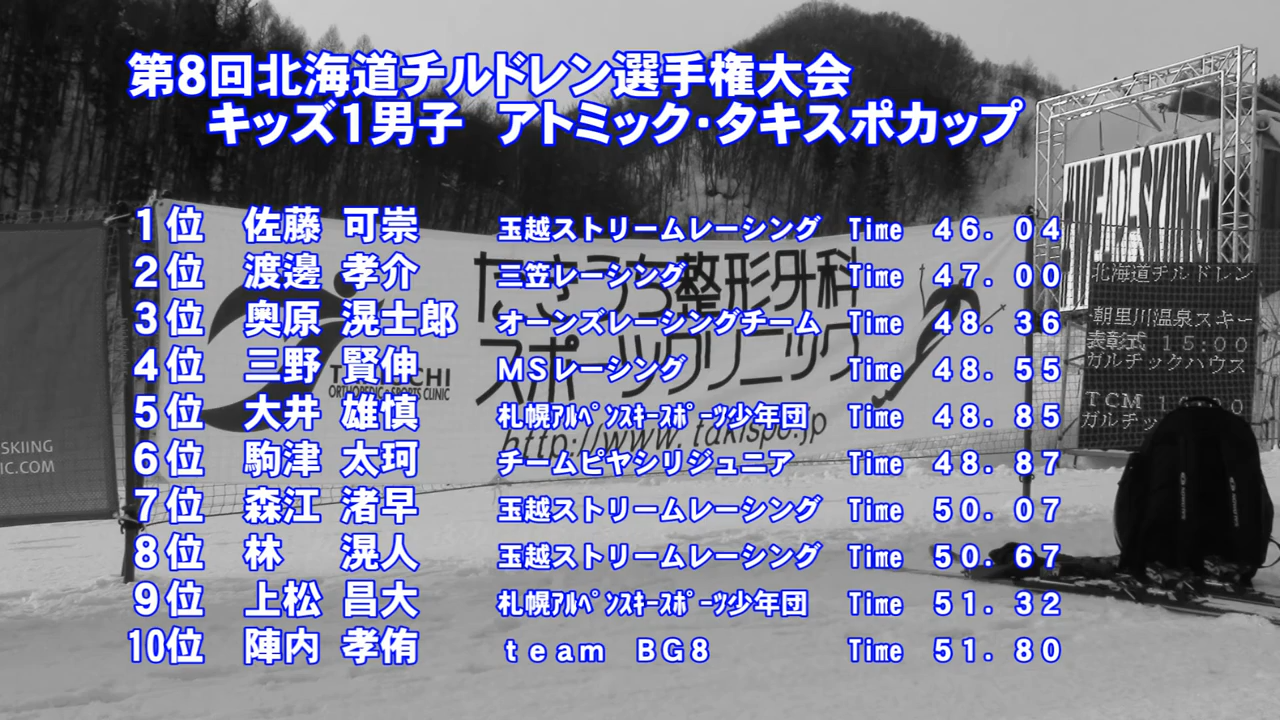 第8回北海道チルドレン選手権大会
キッズ1男子 アトミック・タキスポカップ
1位 佐藤 可崇 玉越ストリームレーシング Time 46.04
2位 渡邊 孝介 三笠レーシング Time 47.00
3位 奥原 滉士郎 オーンズレーシングチーム Time 48.36
4位 三野 賢伸 MSレーシング Time 48.55
5位 大井 雄慎 札幌ｱﾙﾍﾟﾝｽｷｰｽﾎﾟｰﾂ少年団 Time 48.85
6位 駒津 太珂 チームピヤシリジュニア Time 48.87
7位 森江 渚早 玉越ストリームレーシング Time 50.07
8位 林 滉人 玉越ストリームレーシング Time 50.67
9位 上松 昌大 札幌ｱﾙﾍﾟﾝｽｷｰｽﾎﾟｰﾂ少年団 Time 51.32
10位 陣内 孝侑 team BG8 Time 51.80
たきうち整形外科
スポーツクリニック
ORTHOPEDIC+SPORTS CLINIC
http://www.takispo.jp
SKIING
IC.COM
北海道チルドレン
朝里川温泉スキー
表彰式 15:00
ガルチックハウス
TCM